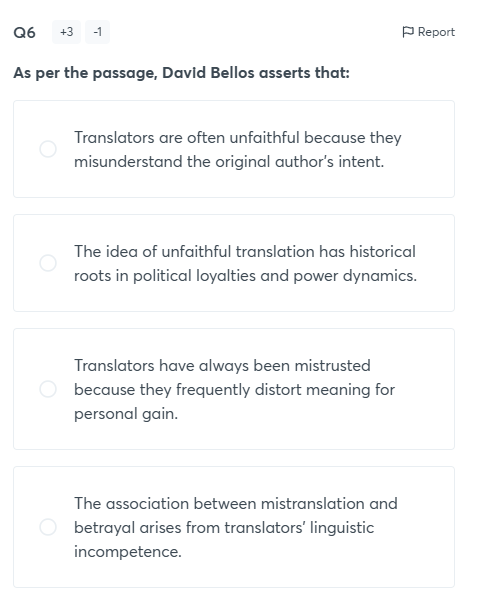 Q6 +3 -1 Report
As per the passage, David Bellos asserts that:
Translators are often unfaithful because they
misunderstand the original author's intent.
The idea of unfaithful translation has historical
roots in political loyalties and power dynamics.
Translators have always been mistrusted
because they frequently distort meaning for
personal gain.
The association between mistranslation and
betrayal arises from translators' linguistic
incompetence.